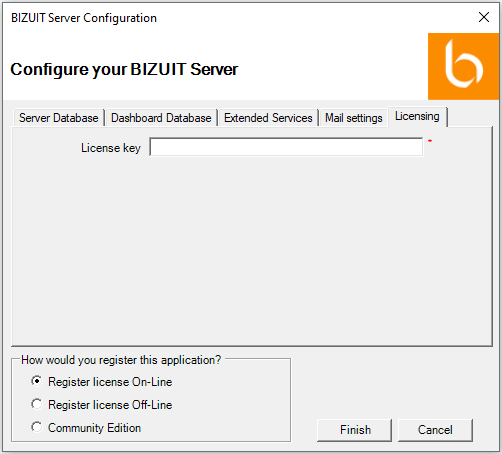 BIZUIT Server Configuration
Configure your BIZUIT Server
Server Database Dashboard Database Extended Services Mail settings Licensing
License key *
How would you register this application?
Register license On-Line
Register license Off-Line
Community Edition
Finish Cancel